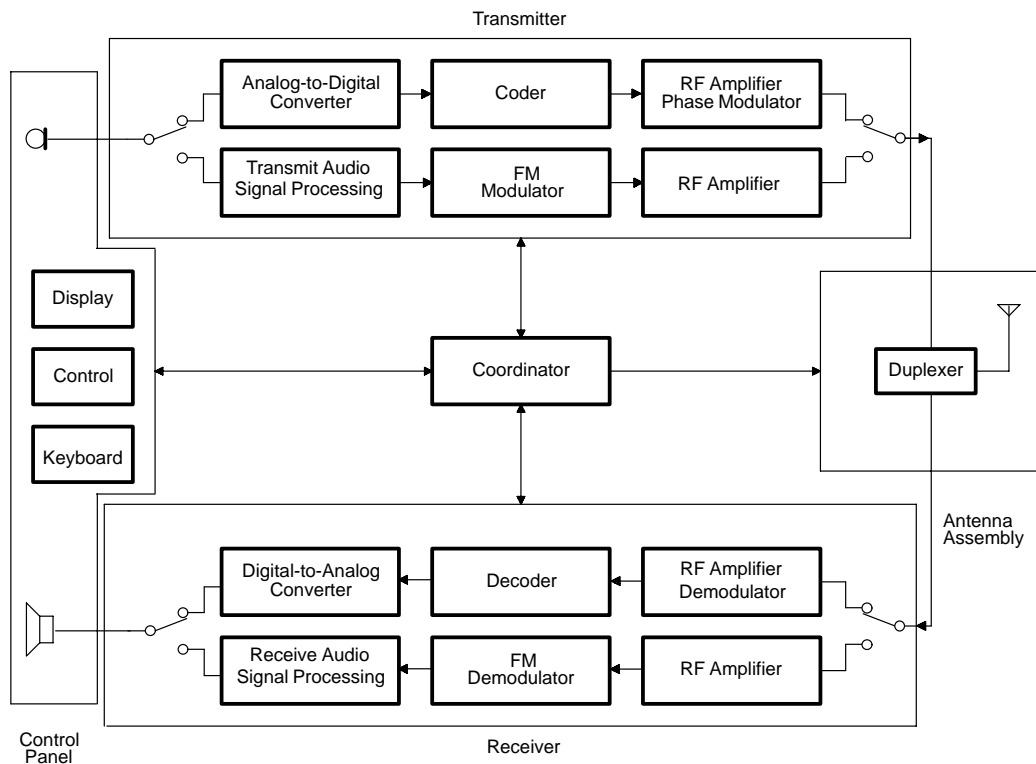 Transmitter
Analog-to-Digital
Converter
Coder
RF Amplifier
Phase Modulator
Transmit Audio
Signal Processing
FM
Modulator
RF Amplifier
Display
Control
Keyboard
Coordinator
Duplexer
Antenna
Assembly
Digital-to-Analog
Converter
Decoder
RF Amplifier
Demodulator
Receive Audio
Signal Processing
FM
Demodulator
RF Amplifier
Control
Panel
Receiver